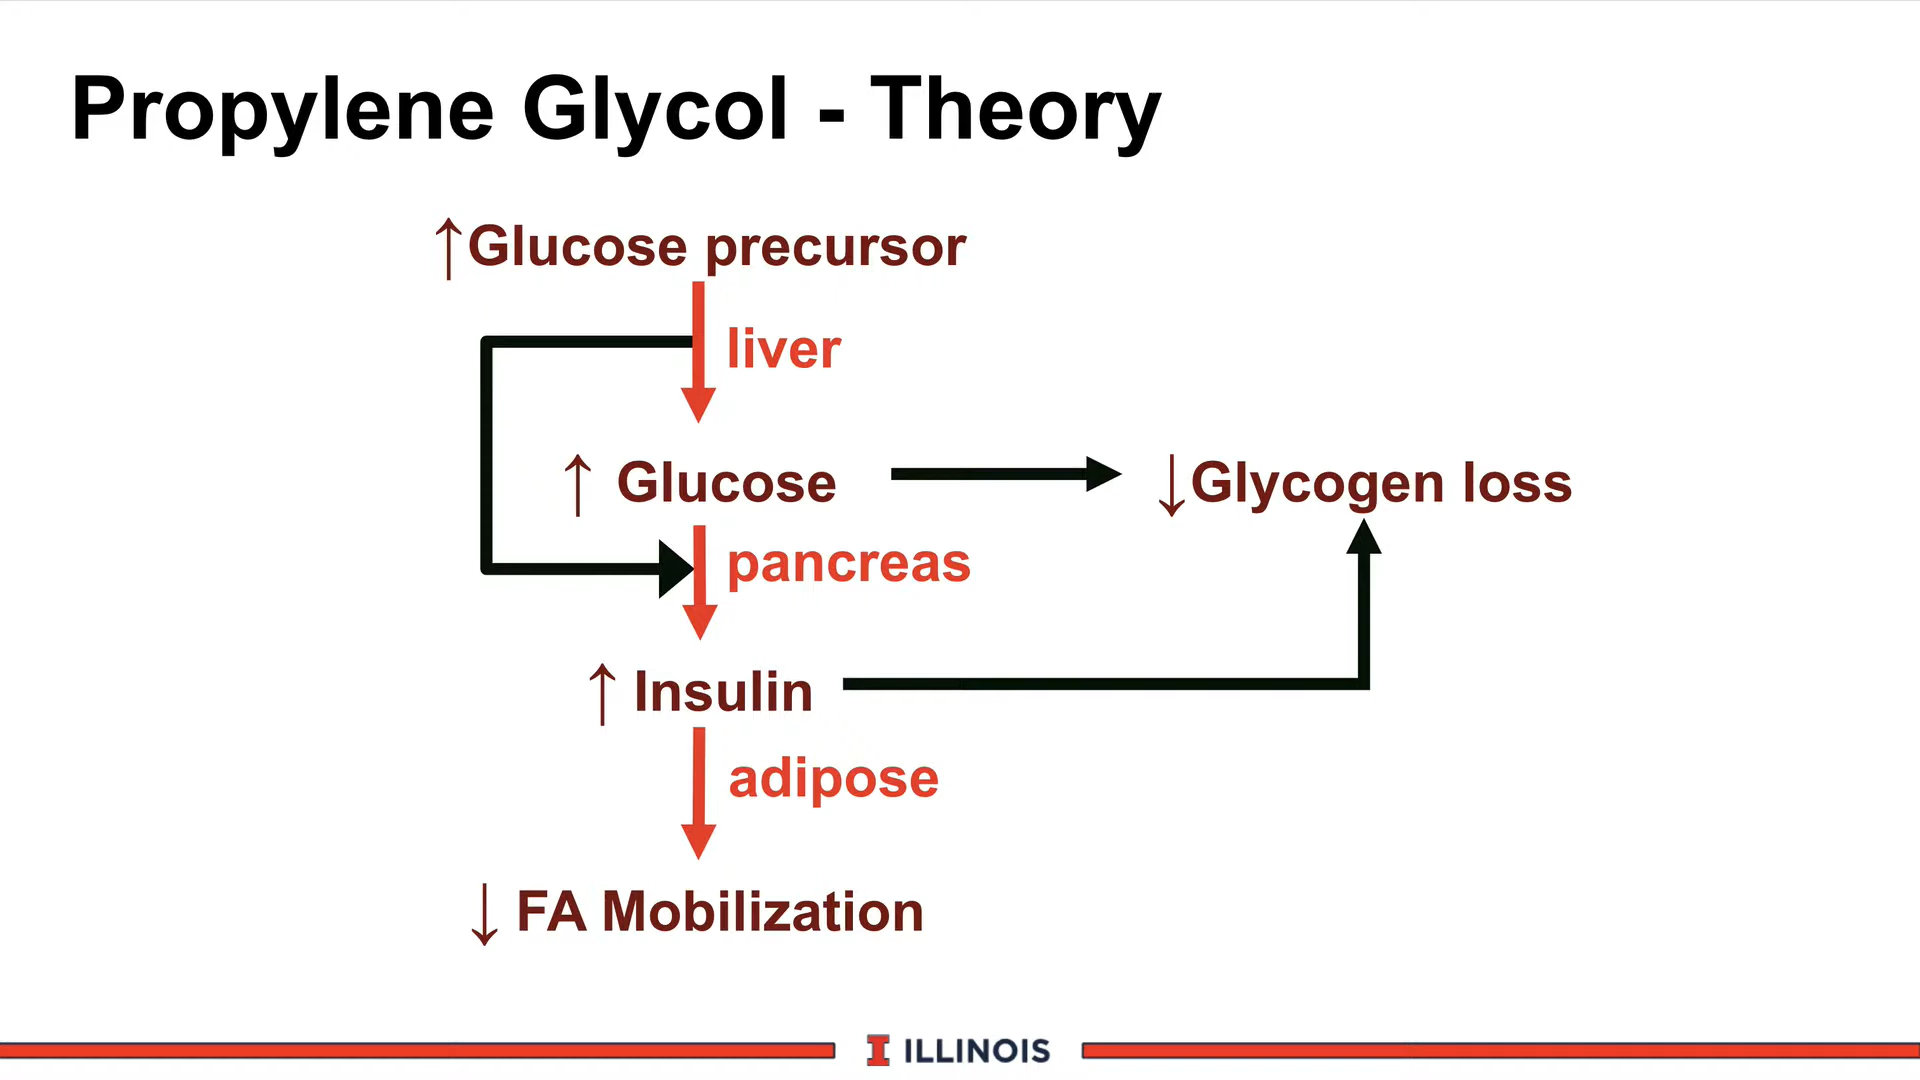 Propylene Glycol - Theory
↑Glucose precursor
liver
↑ Glucose
↓Glycogen loss
pancreas
↑ Insulin
adipose
↓ FA Mobilization
I ILLINOIS